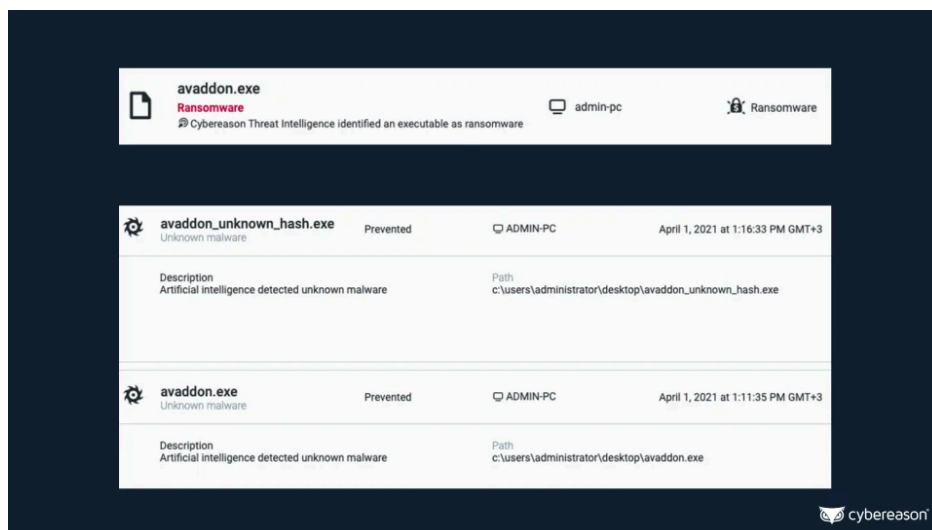 avaddon.exe
Ransomware
Cybereason Threat Intelligence identified an executable as ransomware
admin-pc
Ransomware
avaddon_unknown_hash.exe
Unknown malware
Prevented
ADMIN-PC
April 1, 2021 at 1:16:33 PM GMT+3
Description
Artificial intelligence detected unknown malware
Path
c:\users\administrator\desktop\avaddon_unknown_hash.exe
avaddon.exe
Unknown malware
Prevented
ADMIN-PC
April 1, 2021 at 1:11:35 PM GMT+3
Description
Artificial intelligence detected unknown malware
Path
c:\users\administrator\desktop\avaddon.exe
cybereason